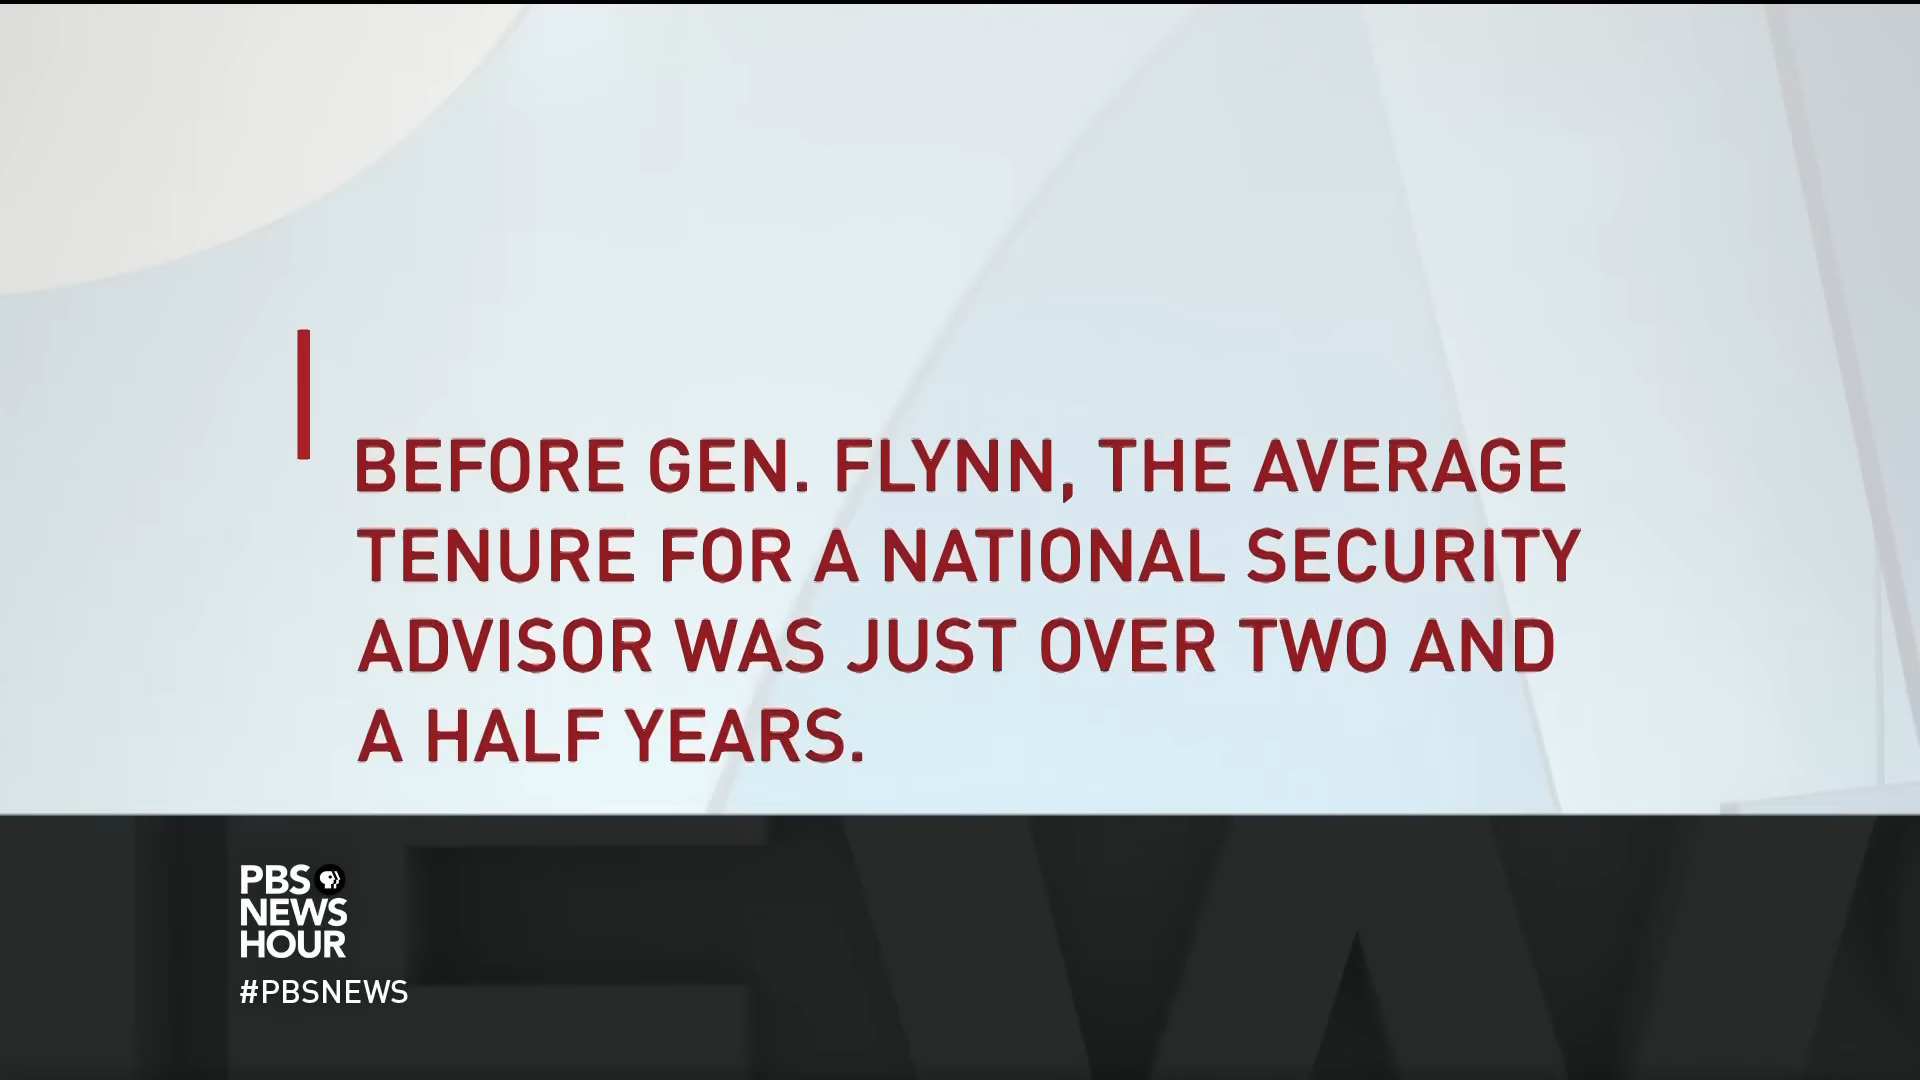 BEFORE GEN. FLYNN, THE AVERAGE
TENURE FOR A NATIONAL SECURITY
ADVISOR WAS JUST OVER TWO AND
A HALF YEARS.
PBS
NEWS
HOUR
#PBSNEWS